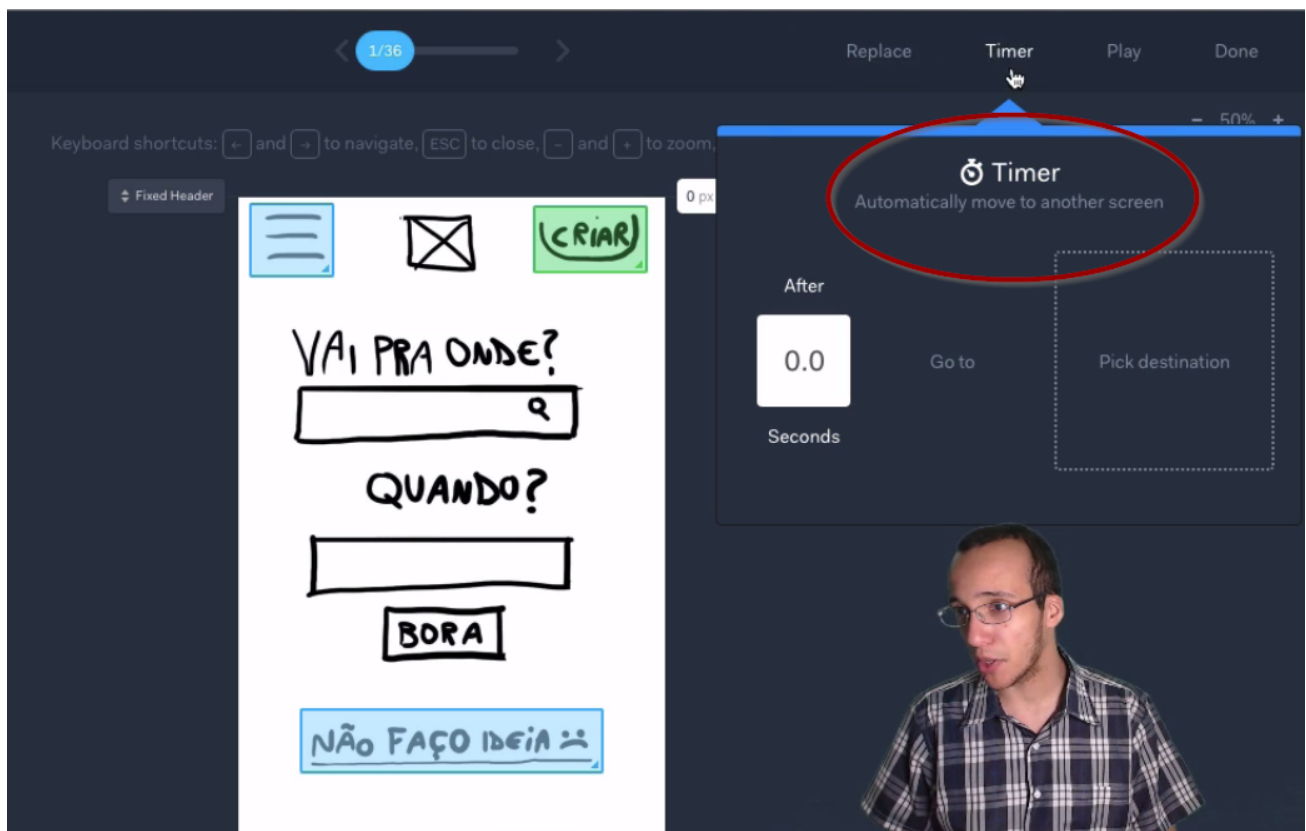 1/36
Replace Timer Play Done
Keyboard shortcuts: ← and → to navigate, ESC to close, - and + to zoom,
- 50% +
Fixed Header
0 px
Timer
Automatically move to another screen
After
0.0
Seconds
Go to
Pick destination
CRIAR
VAI PRA ONDE?
QUANDO?
BORA
NÃO FAÇO IDEIA :(